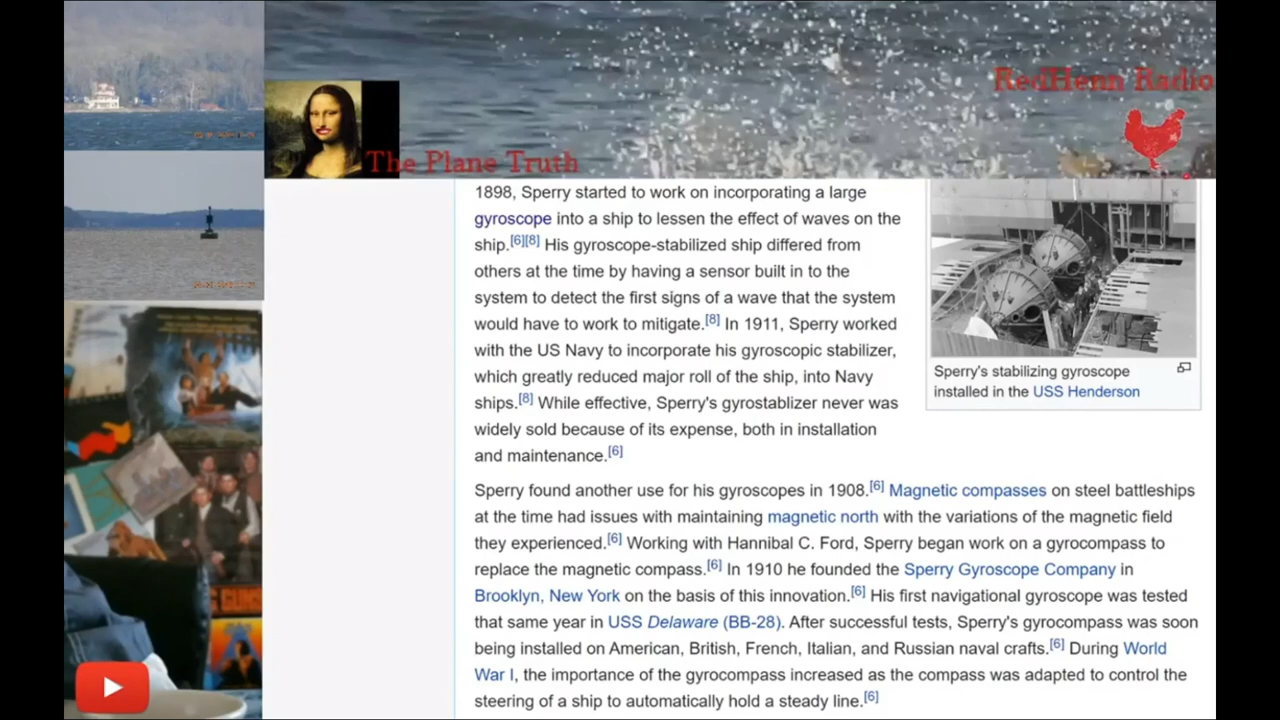 RedHenn Radio
The Plane Truth
1898, Sperry started to work on incorporating a large
gyroscope into a ship to lessen the effect of waves on the
ship.[6][8] His gyroscope-stabilized ship differed from
others at the time by having a sensor built in to the
system to detect the first signs of a wave that the system
would have to work to mitigate.[8] In 1911, Sperry worked
with the US Navy to incorporate his gyroscopic stabilizer,
which greatly reduced major roll of the ship, into Navy
ships.[8] While effective, Sperry's gyrostablizer never was
widely sold because of its expense, both in installation
and maintenance.[6]
Sperry's stabilizing gyroscope
installed in the USS Henderson
Sperry found another use for his gyroscopes in 1908.[6] Magnetic compasses on steel battleships
at the time had issues with maintaining magnetic north with the variations of the magnetic field
they experienced.[6] Working with Hannibal C. Ford, Sperry began work on a gyrocompass to
replace the magnetic compass.[6] In 1910 he founded the Sperry Gyroscope Company in
Brooklyn, New York on the basis of this innovation.[6] His first navigational gyroscope was tested
that same year in USS Delaware (BB-28). After successful tests, Sperry's gyrocompass was soon
being installed on American, British, French, Italian, and Russian naval crafts.[6] During World
War I, the importance of the gyrocompass increased as the compass was adapted to control the
steering of a ship to automatically hold a steady line.[6]